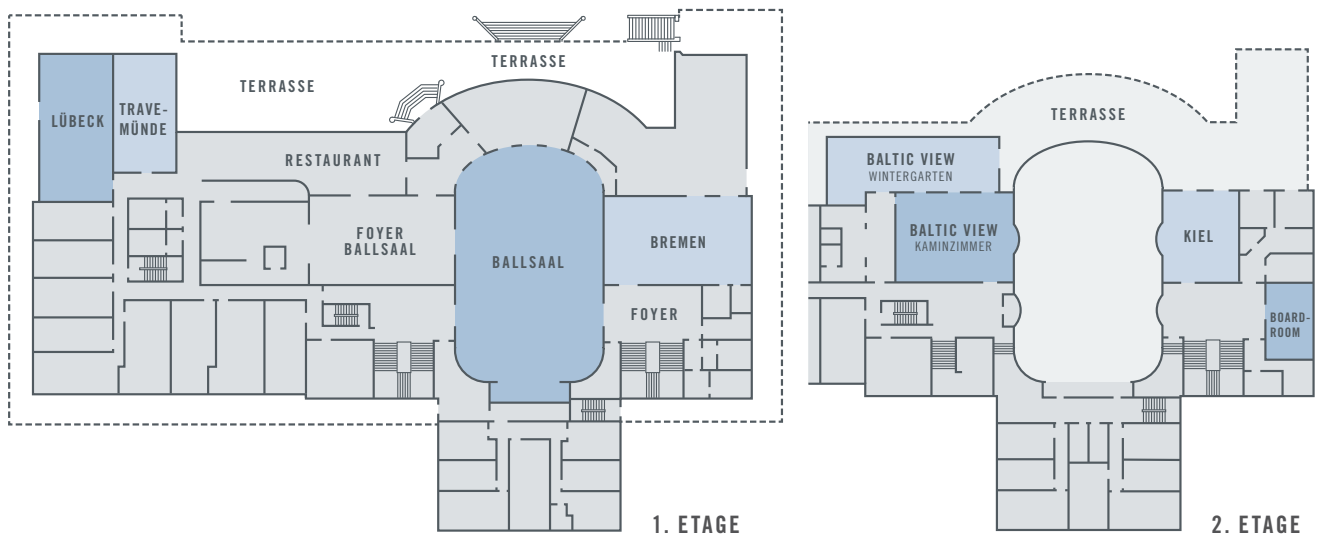 TERRASSE
TERRASSE
LÜBECK
TRAVE-
MÜNDE
RESTAURANT
FOYER
BALLSAAL
BALLSAAL
BREMEN
FOYER
1. ETAGE
TERRASSE
BALTIC VIEW
WINTERGARTEN
BALTIC VIEW
KAMINZIMMER
KIEL
BOARD-
ROOM
2. ETAGE